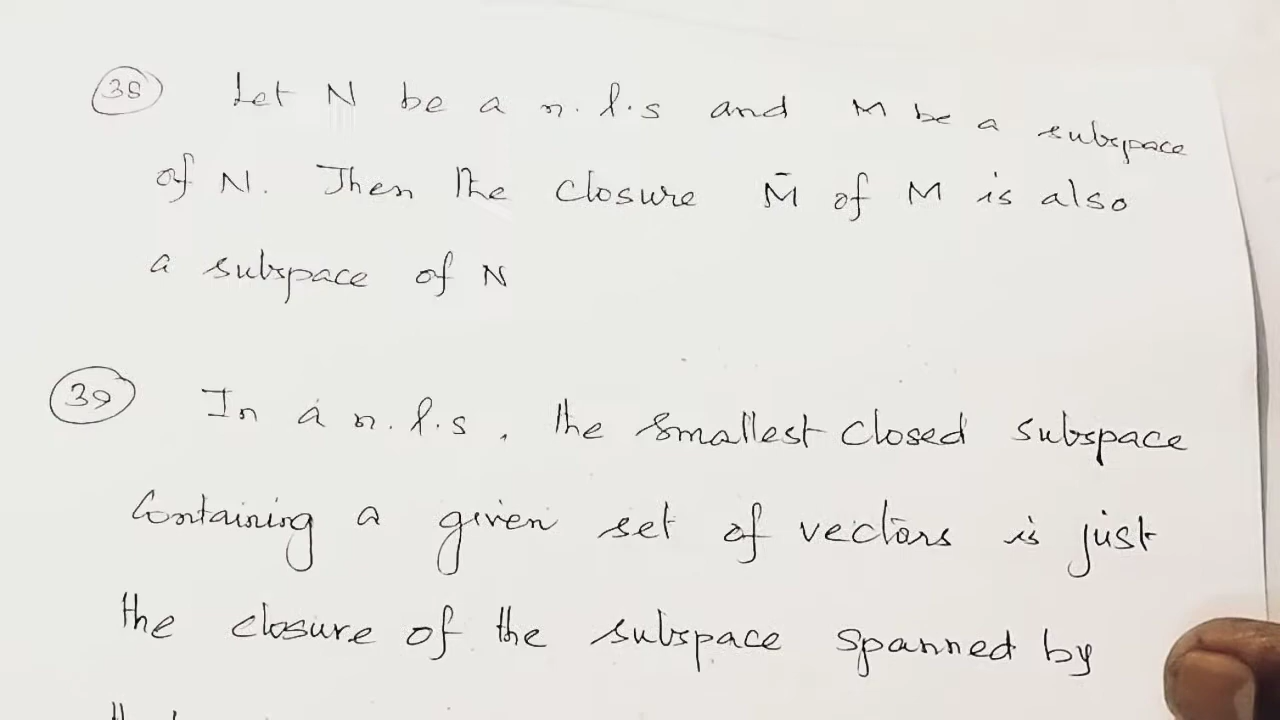 38 Let N be a n.l.s and M be a subspace
of N. Then the closure M̄ of M is also
a subspace of N
39 In a n.l.s, the smallest closed subspace
Containing a given set of vectors is just
the closure of the subspace spanned by